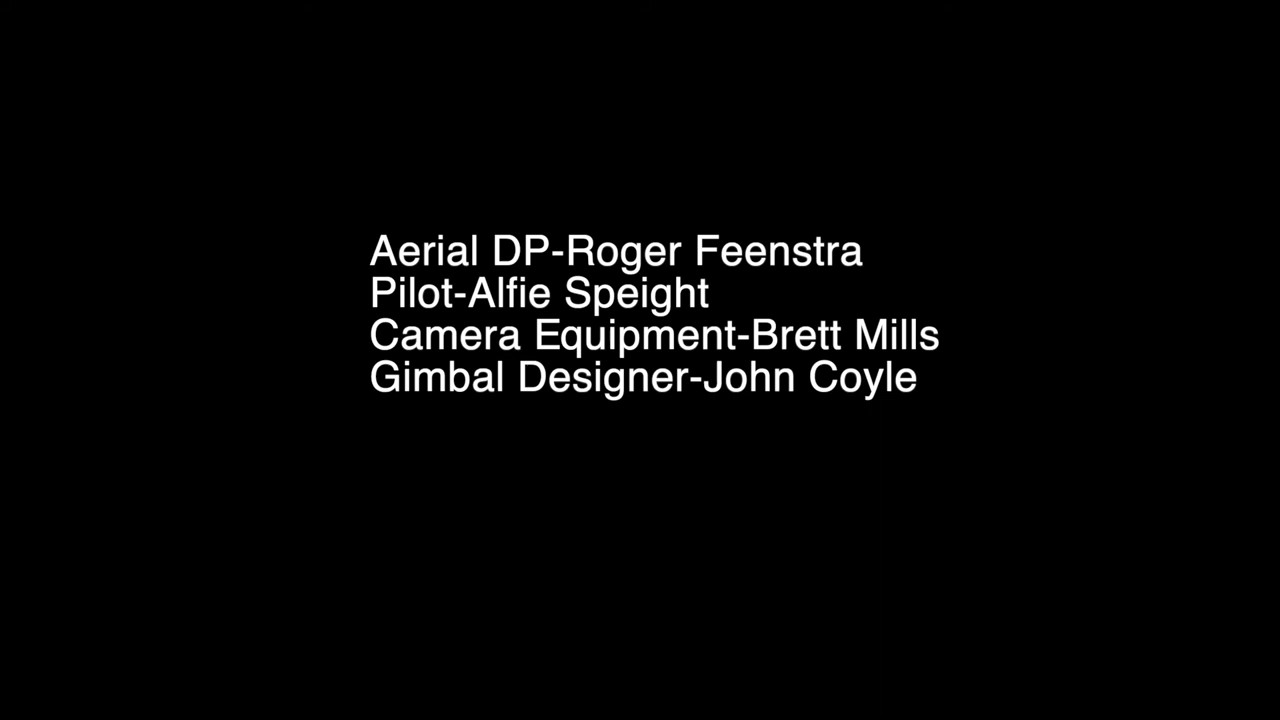 Aerial DP-Roger Feenstra
Pilot-Alfie Speight
Camera Equipment-Brett Mills
Gimbal Designer-John Coyle